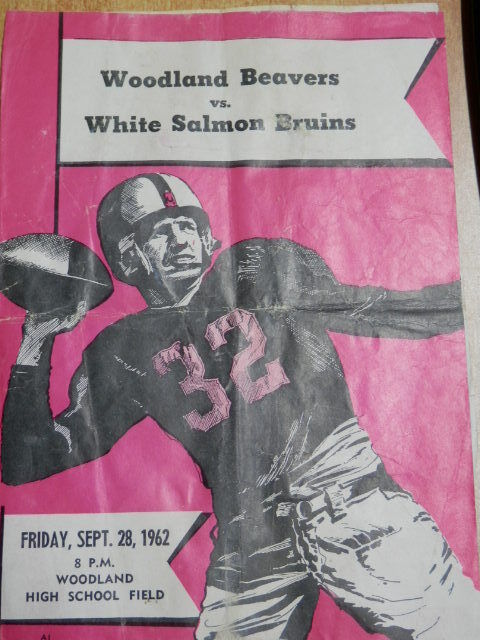 Woodland Beavers
vs.
White Salmon Bruins
32
FRIDAY, SEPT. 28, 1962
8 P.M.
WOODLAND
HIGH SCHOOL FIELD